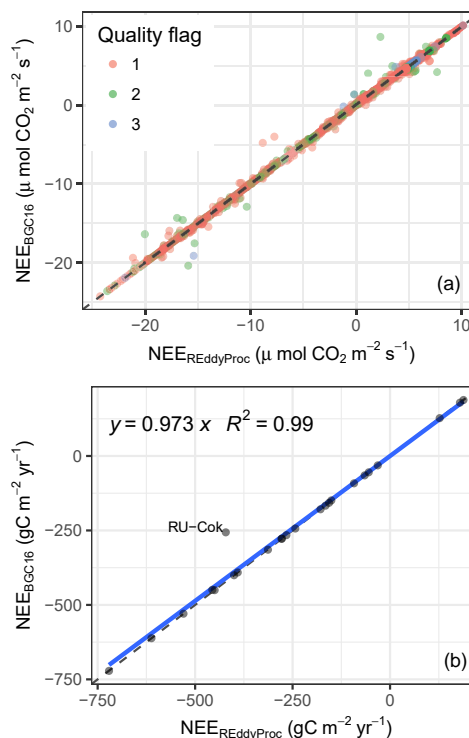 Quality flag
1
2
3
10
0
−10
−20
NEE_BGC16 (μ mol CO₂ m⁻² s⁻¹)
(a)
−20 −10 0 10
NEE_REddyProc (μ mol CO₂ m⁻² s⁻¹)
y = 0.973 x R² = 0.99
0
−250
−500
−750
NEE_BGC16 (gC m⁻² yr⁻¹)
RU−Cok
(b)
−750 −500 −250 0
NEE_REddyProc (gC m⁻² yr⁻¹)